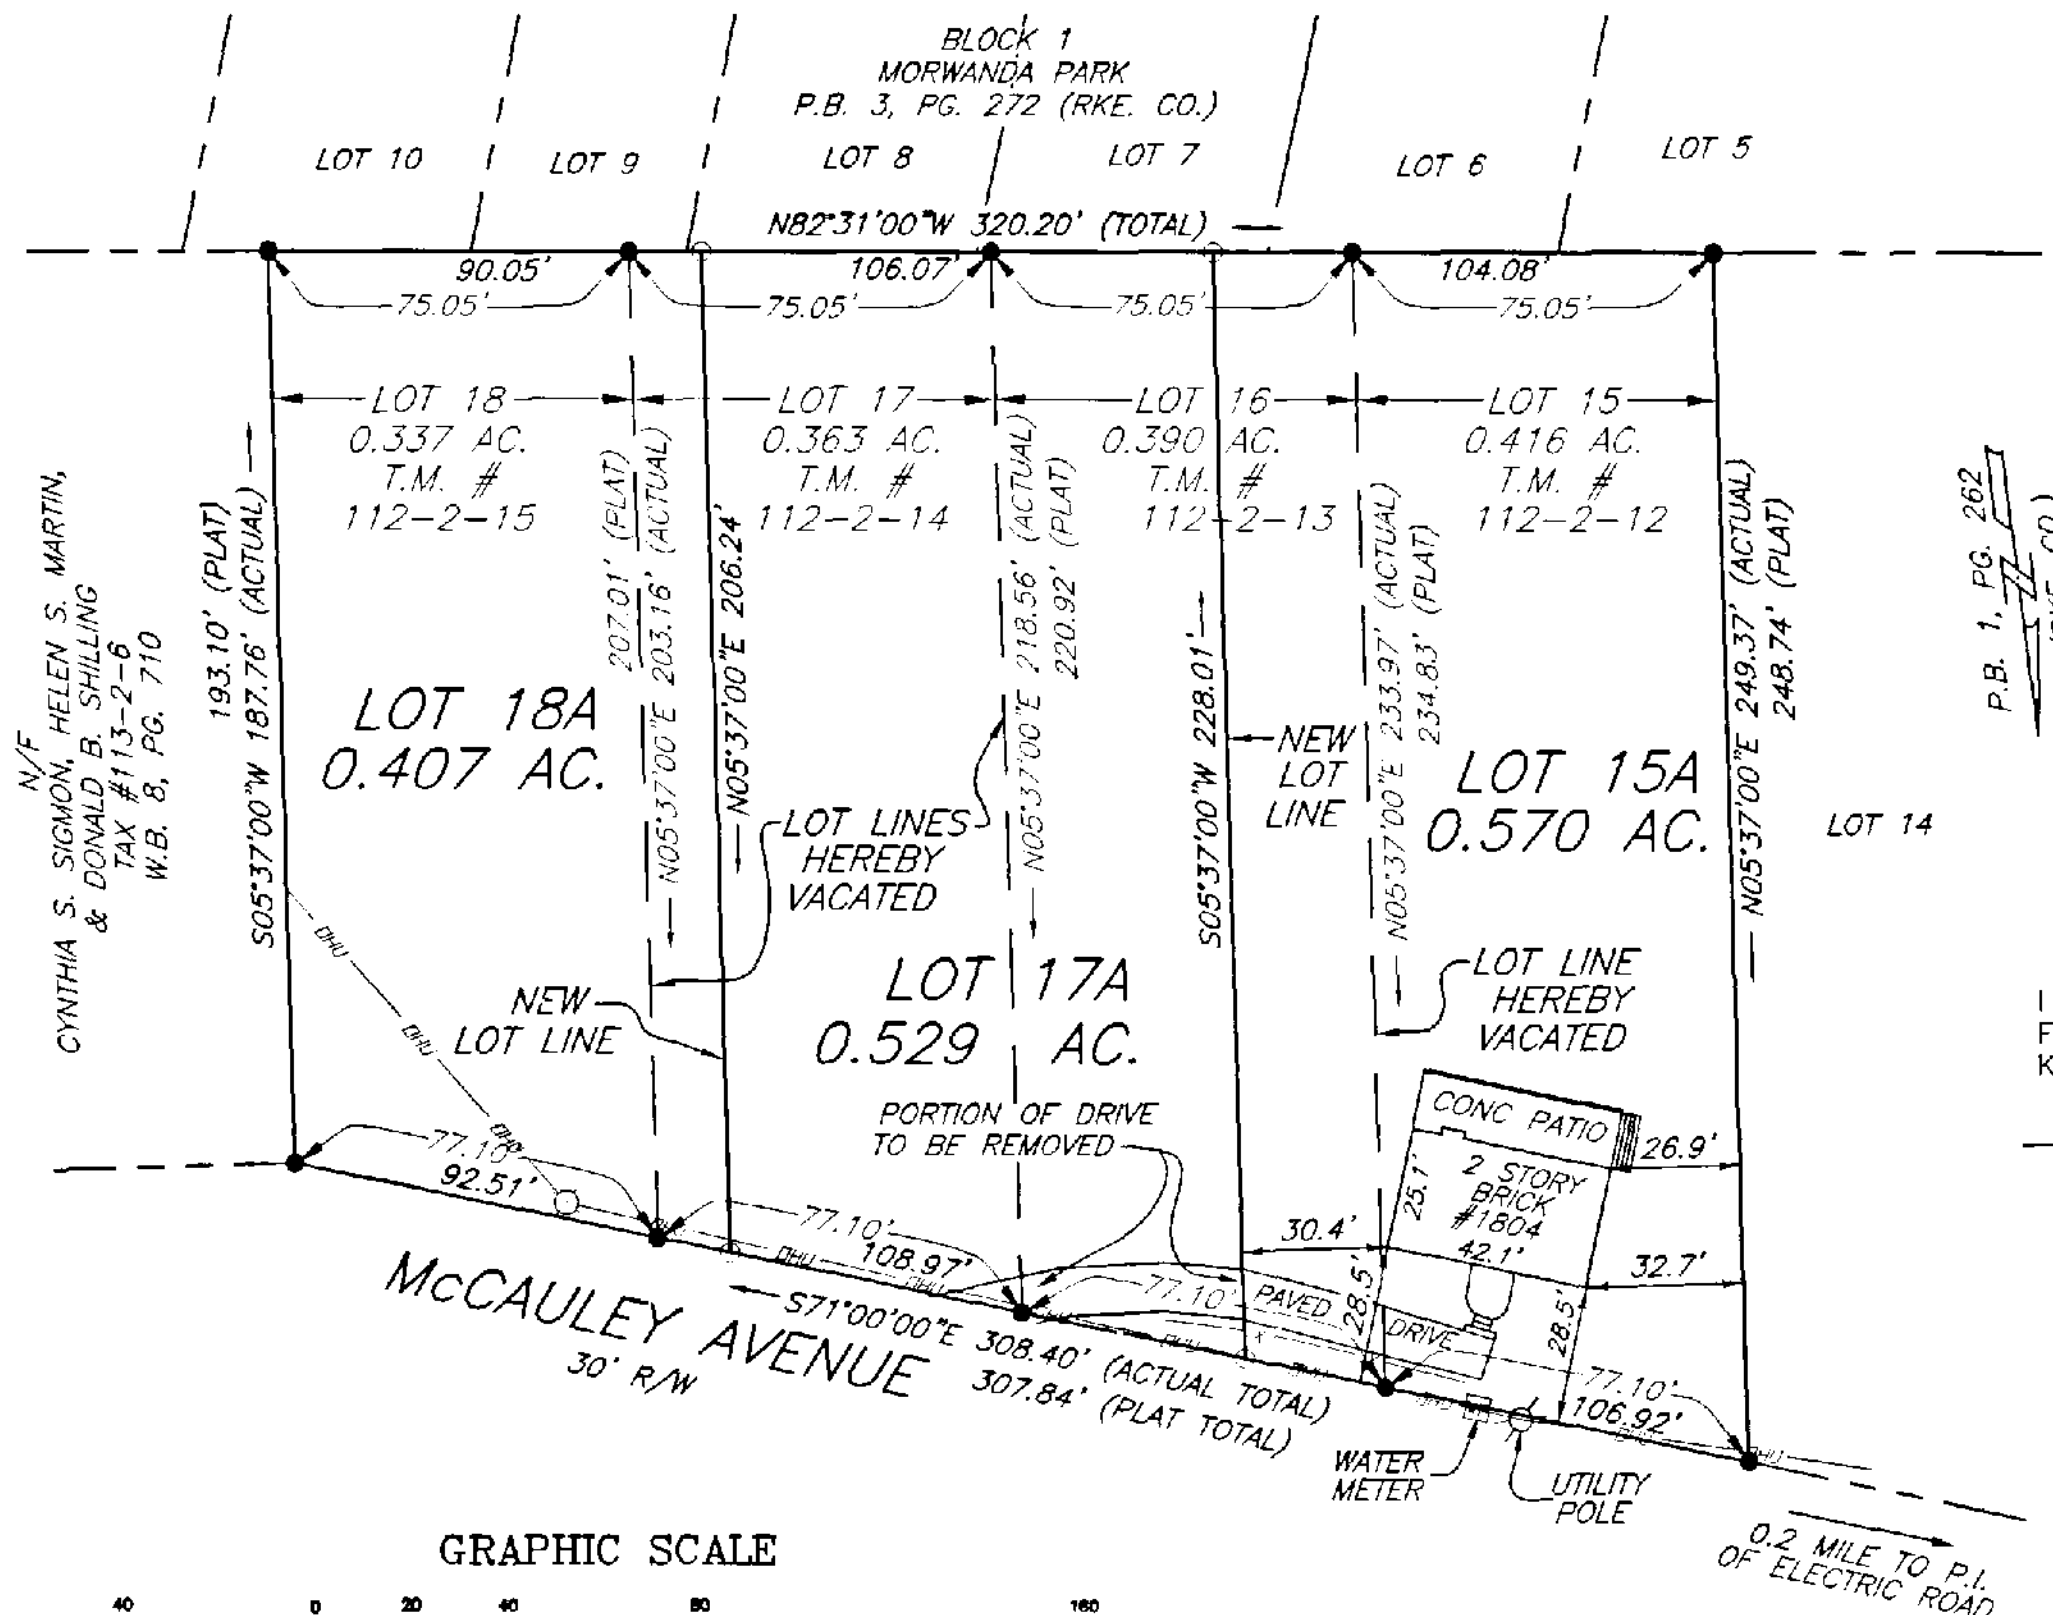 BLOCK 1
MORWANDA PARK
P.B. 3, PG. 272 (RKE. CO.)
LOT 10
LOT 9
LOT 8
LOT 7
LOT 6
LOT 5
N82°31'00"W 320.20' (TOTAL)
90.05'
106.07'
104.08'
75.05'
75.05'
75.05'
75.05'
LOT 18
0.337 AC.
T.M. #
112-2-15
LOT 17
0.363 AC.
T.M. #
112-2-14
LOT 16
0.390 AC.
T.M. #
112-2-13
LOT 15
0.416 AC.
T.M. #
112-2-12
N/F
CYNTHIA S. SIGMON, HELEN S. MARTIN,
& DONALD B. SHILLING
TAX #113-2-6
W.B. 8, PG. 710
193.10' (PLAT)
S05°37'00"W 187.76' (ACTUAL)
207.01' (PLAT)
N05°37'00"E 203.16' (ACTUAL)
N05°37'00"E 206.24'
N05°37'00"E 218.56' (ACTUAL)
220.92' (PLAT)
S05°37'00"W 228.01'
N05°37'00"E 233.97' (ACTUAL)
234.83' (PLAT)
N05°37'00"E 249.37' (ACTUAL)
248.74' (PLAT)
P.B. 1, PG. 262
CO.)
LOT 18A
0.407 AC.
NEW
LOT
LINE
LOT 15A
0.570 AC.
LOT 14
LOT LINES
HEREBY
VACATED
LOT 17A
0.529 AC.
NEW
LOT LINE
LOT LINE
HEREBY
VACATED
PORTION OF DRIVE
TO BE REMOVED
CONC PATIO
26.9'
2 STORY
BRICK
#1804
42.1'
25.1'
30.4'
32.7'
28.5'
28.5'
OHU
OHU
OHU
77.10'
92.51'
77.10'
108.97'
OHU
OHU
OHU
77.10'
PAVED
DRIVE
OHU
OHU
77.10'
106.92'
OHU
OHU
McCAULEY AVENUE
30' R/W
S71°00'00"E 308.40' (ACTUAL TOTAL)
307.84' (PLAT TOTAL)
WATER
METER
UTILITY
POLE
0.2 MILE TO P.I.
OF ELECTRIC ROAD
F
K
GRAPHIC SCALE
40 0 20 40 80 160